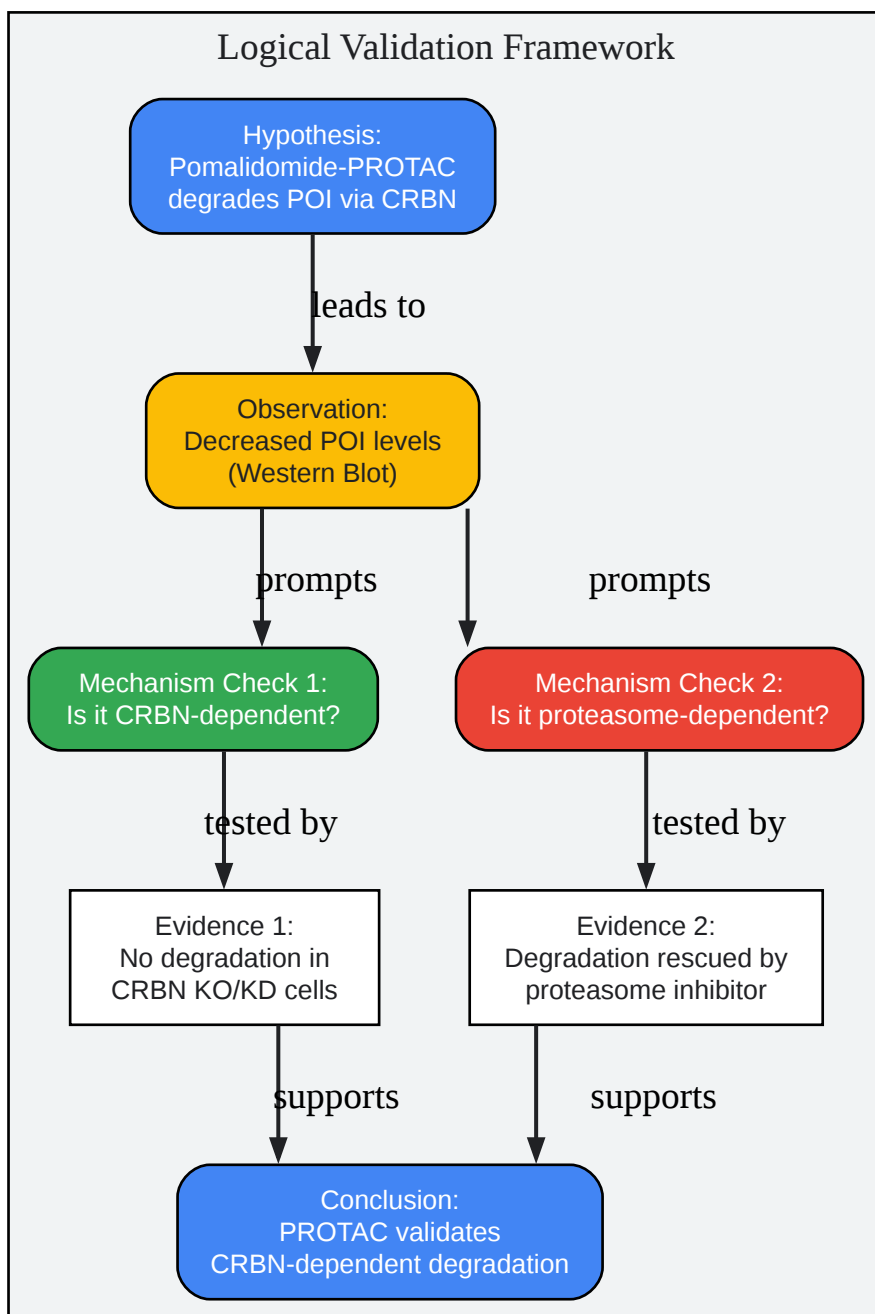 Logical Validation Framework
Hypothesis:
Pomalidomide-PROTAC
degrades POI via CRBN
leads to
Observation:
Decreased POI levels
(Western Blot)
prompts
prompts
Mechanism Check 1:
Is it CRBN-dependent?
Mechanism Check 2:
Is it proteasome-dependent?
tested by
tested by
Evidence 1:
No degradation in
CRBN KO/KD cells
Evidence 2:
Degradation rescued by
proteasome inhibitor
supports
supports
Conclusion:
PROTAC validates
CRBN-dependent degradation